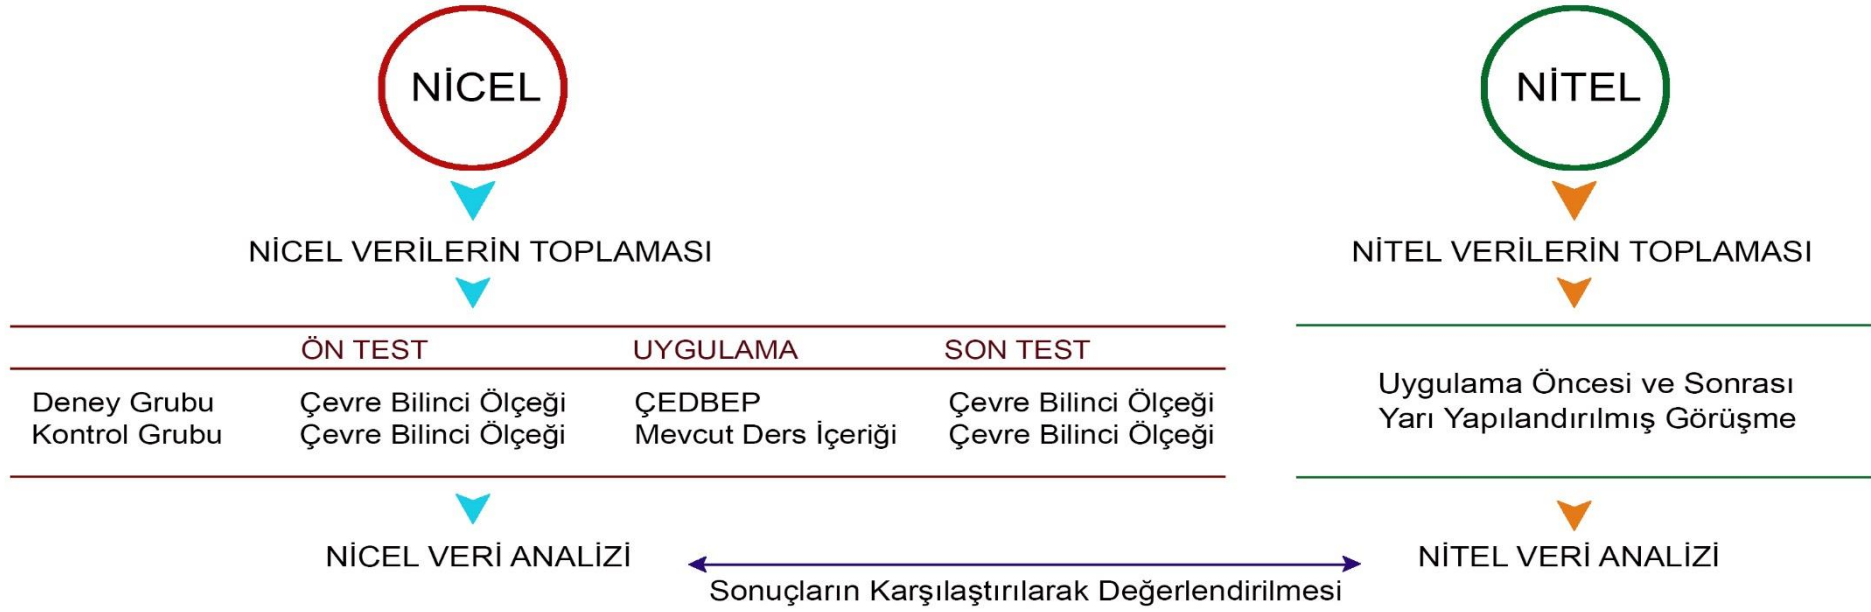 NİCEL
NİCEL VERİLERİN TOPLAMASI
ÖN TEST UYGULAMA SON TEST
Deney Grubu Çevre Bilinci Ölçeği ÇEDBEP Çevre Bilinci Ölçeği
Kontrol Grubu Çevre Bilinci Ölçeği Mevcut Ders İçeriği Çevre Bilinci Ölçeği
NİCEL VERİ ANALİZİ
NİTEL
NİTEL VERİLERİN TOPLAMASI
Uygulama Öncesi ve Sonrası
Yarı Yapılandırılmış Görüşme
NİTEL VERİ ANALİZİ
Sonuçların Karşılaştırılarak Değerlendirilmesi